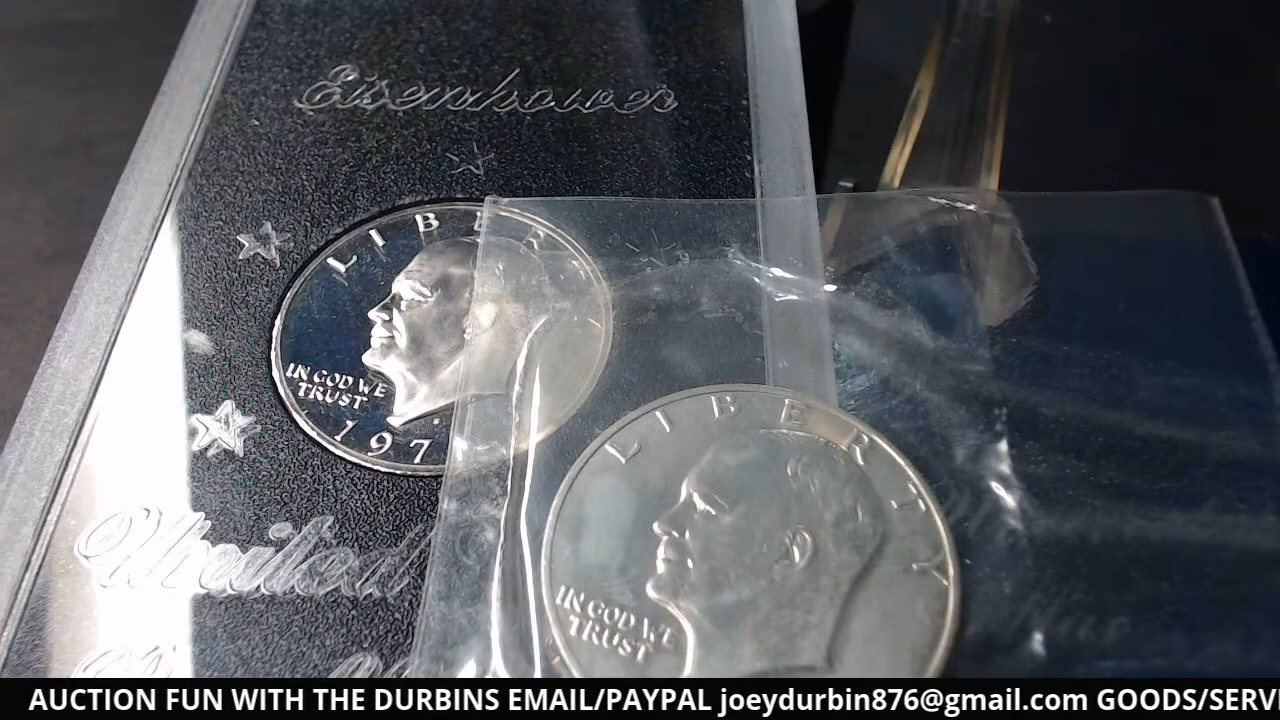 Eisenhower
LIBER
IN GOD WE
TRUST
197
United
LIBERTY
IN GOD WE
TRUST
AUCTION FUN WITH THE DURBINS EMAIL/PAYPAL joeydurbin876@gmail.com GOODS/SERVI